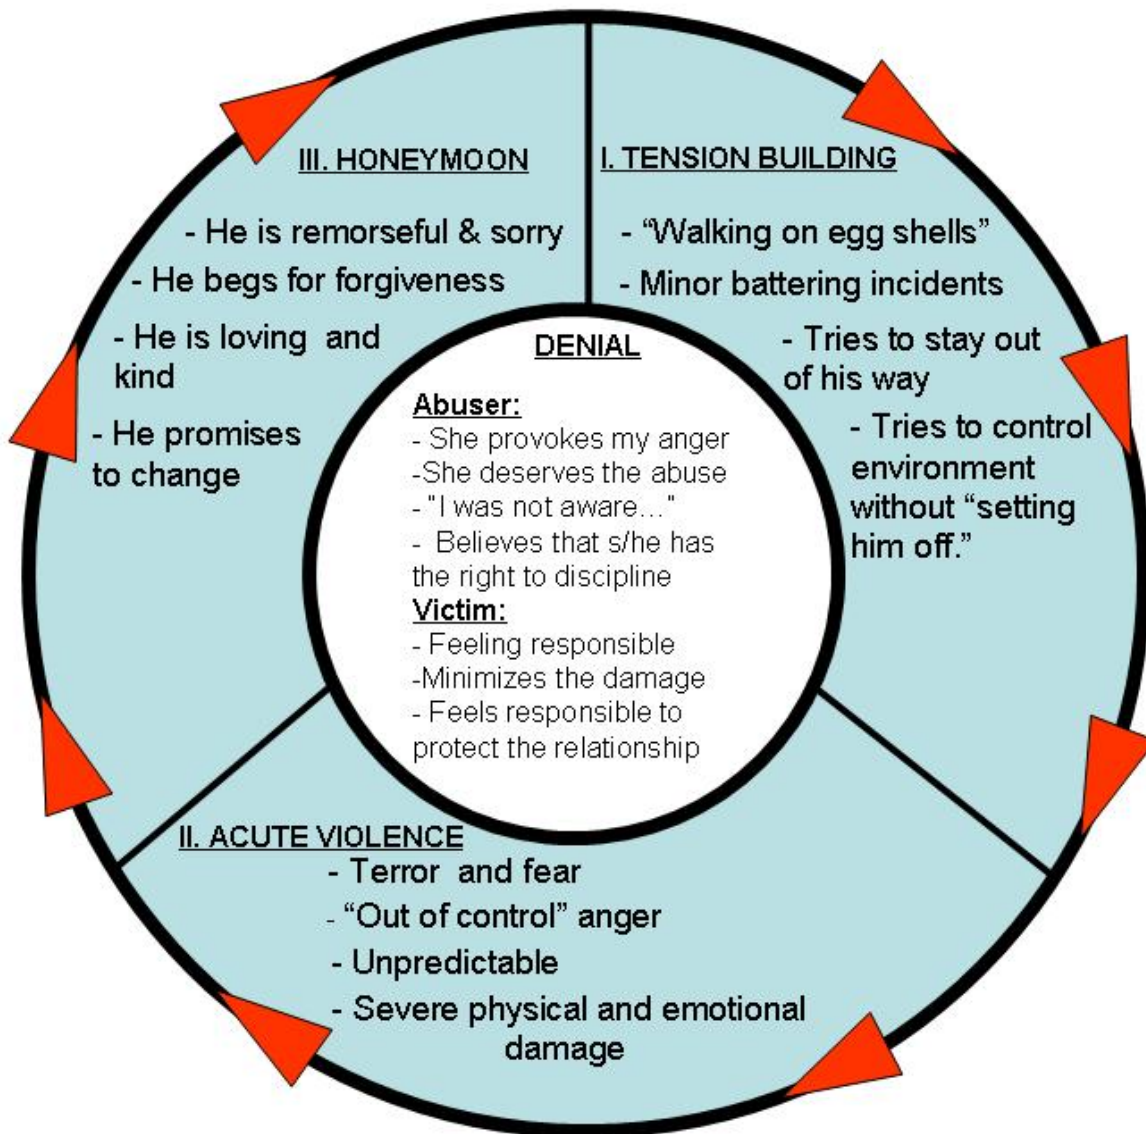 III. HONEYMOON
- He is remorseful & sorry
- He begs for forgiveness
- He is loving and
kind
- He promises
to change
I. TENSION BUILDING
- “Walking on egg shells”
- Minor battering incidents
- Tries to stay out
of his way
- Tries to control
environment
without “setting
him off.”
DENIAL
Abuser:
- She provokes my anger
-She deserves the abuse
- "I was not aware..."
- Believes that s/he has
the right to discipline
Victim:
- Feeling responsible
-Minimizes the damage
- Feels responsible to
protect the relationship
II. ACUTE VIOLENCE
- Terror and fear
- “Out of control” anger
- Unpredictable
- Severe physical and emotional
damage